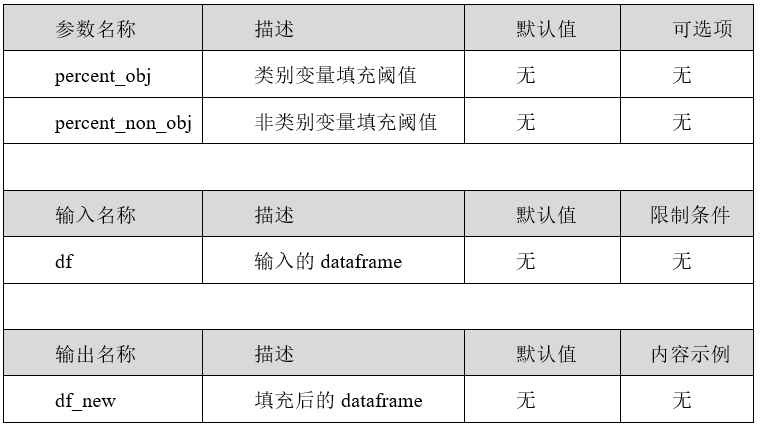 参数名称 描述 默认值 可选项
percent_obj 类别变量填充阈值 无 无
percent_non_obj 非类别变量填充阈值 无 无
输入名称 描述 默认值 限制条件
df 输入的 dataframe 无 无
输出名称 描述 默认值 内容示例
df_new 填充后的 dataframe 无 无